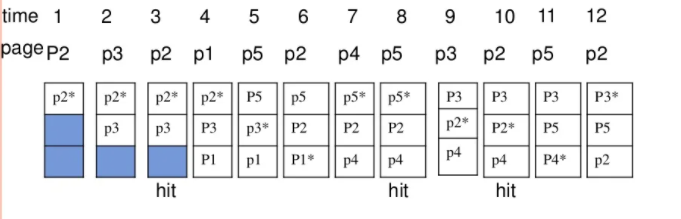 time 1 2 3 4 5 6 7 8 9 10 11 12
page P2 p3 p2 p1 p5 p2 p4 p5 p3 p2 p5 p2
p2* p2* p2* p2* P5 p5 p5* p5* P3 P3 P3 P3*
p3 p3 P3 p3* P2 P2 P2 p2* P2* P5 P5
P1 p1 P1* p4 p4 p4 p4 P4* p2
hit hit hit